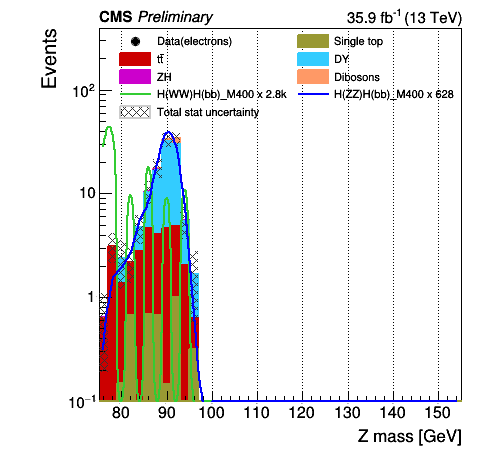 CMS Preliminary 35.9 fb⁻¹ (13 TeV)
Events
Data(electrons) Single top
tt̄ DY
ZH Dibosons
H(WW)H(bb)_M400 x 2.8k H(ZZ)H(bb)_M400 x 628
Total stat uncertainty
10²
10
1
10⁻¹
80 90 100 110 120 130 140 150
Z mass [GeV]